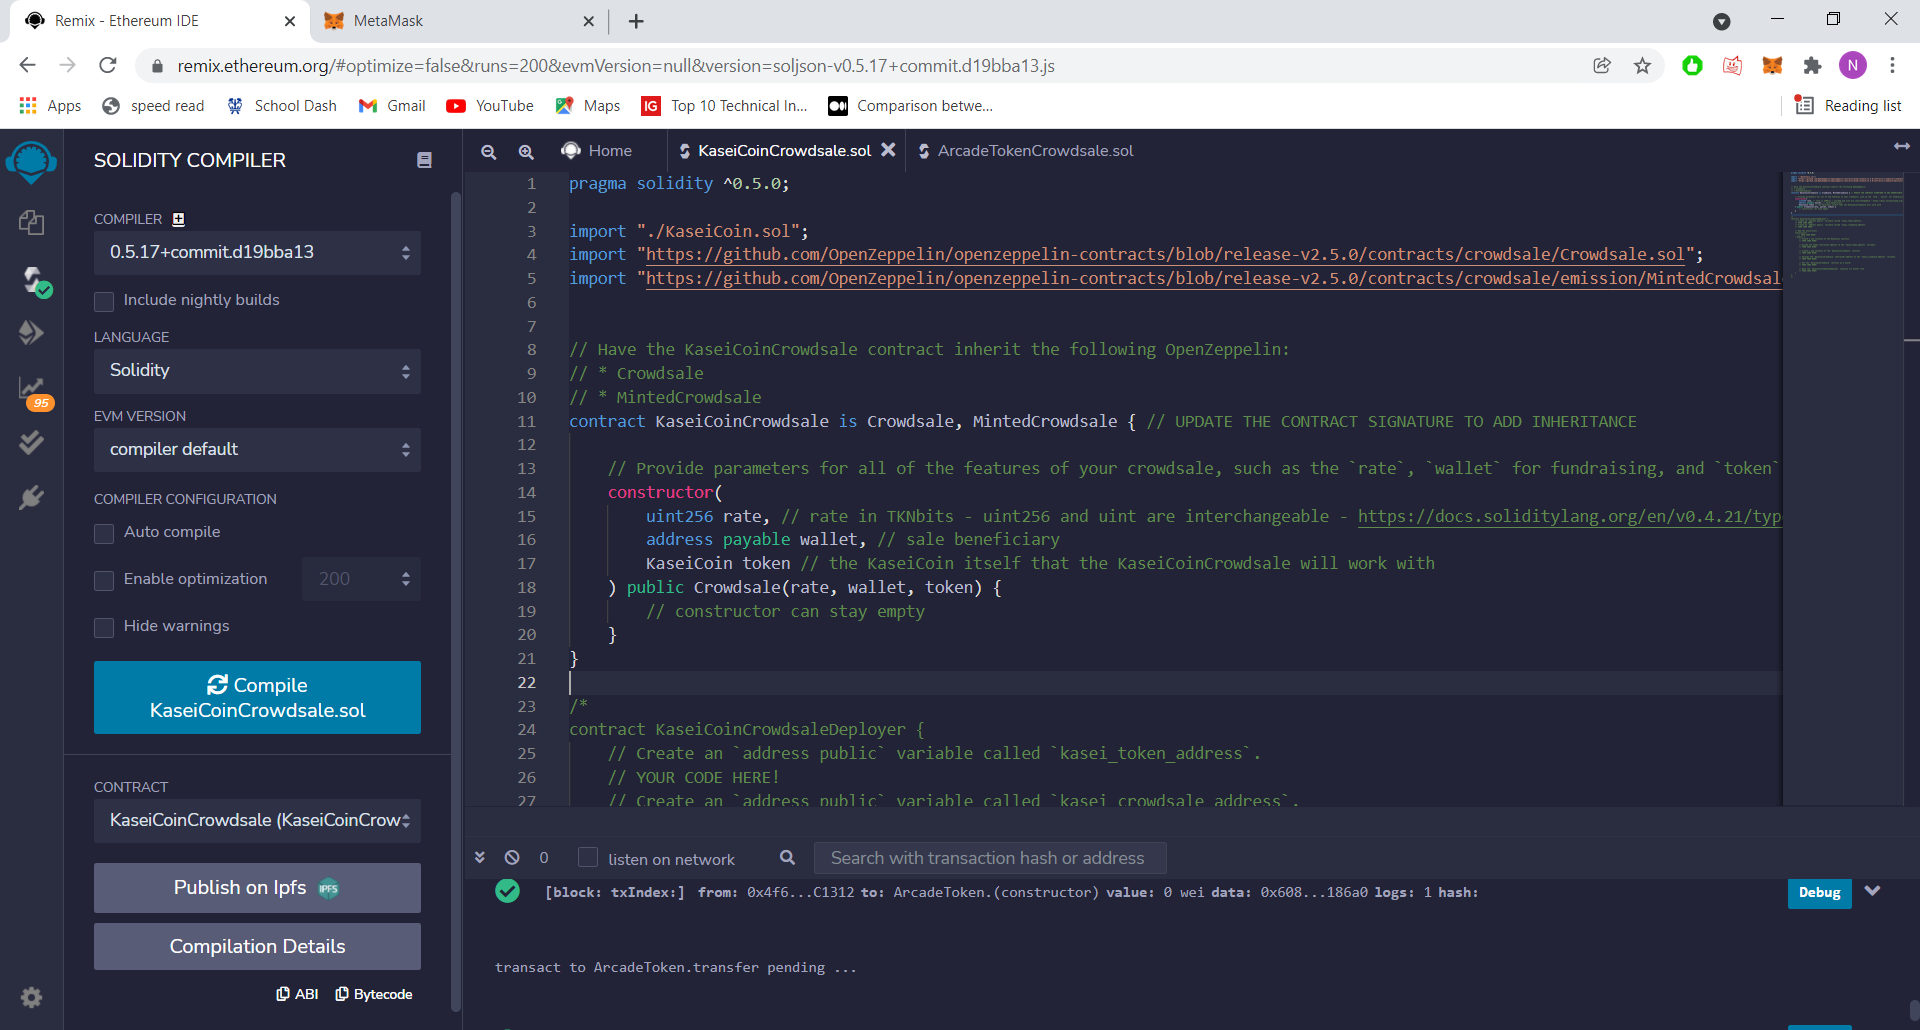 Remix - Ethereum IDE
MetaMask
remix.ethereum.org/#optimize=false&runs=200&evmVersion=null&version=soljson-v0.5.17+commit.d19bba13.js
N
Apps
speed read
School Dash
Gmail
YouTube
Maps
IG
Top 10 Technical In...
Comparison betwe...
Reading list
SOLIDITY COMPILER
COMPILER
0.5.17+commit.d19bba13
Include nightly builds
LANGUAGE
Solidity
EVM VERSION
compiler default
95
COMPILER CONFIGURATION
Auto compile
Enable optimization
200
Hide warnings
Compile
KaseiCoinCrowdsale.sol
CONTRACT
KaseiCoinCrowdsale (KaseiCoinCrow
Publish on Ipfs
IPFS
Compilation Details
ABI
Bytecode
Home
KaseiCoinCrowdsale.sol
ArcadeTokenCrowdsale.sol
1 pragma solidity ^0.5.0;
2
3 import "./KaseiCoin.sol";
4 import "https://github.com/OpenZeppelin/openzeppelin-contracts/blob/release-v2.5.0/contracts/crowdsale/Crowdsale.sol";
5 import "https://github.com/OpenZeppelin/openzeppelin-contracts/blob/release-v2.5.0/contracts/crowdsale/emission/MintedCrowdsal
6
7
8 // Have the KaseiCoinCrowdsale contract inherit the following OpenZeppelin:
9 // * Crowdsale
10 // * MintedCrowdsale
11 contract KaseiCoinCrowdsale is Crowdsale, MintedCrowdsale { // UPDATE THE CONTRACT SIGNATURE TO ADD INHERITANCE
12
13 // Provide parameters for all of the features of your crowdsale, such as the `rate`, `wallet` for fundraising, and `token`
14 constructor(
15 uint256 rate, // rate in TKNbits - uint256 and uint are interchangeable - https://docs.soliditylang.org/en/v0.4.21/typ
16 address payable wallet, // sale beneficiary
17 KaseiCoin token // the KaseiCoin itself that the KaseiCoinCrowdsale will work with
18 ) public Crowdsale(rate, wallet, token) {
19 // constructor can stay empty
20 }
21 }
22
23 /*
24 contract KaseiCoinCrowdsaleDeployer {
25 // Create an `address public` variable called `kasei_token_address`.
26 // YOUR CODE HERE!
27 // Create an `address public` variable called `kasei_crowdsale_address`.
0
listen on network
Search with transaction hash or address
[block: txIndex:] from: 0x4f6...C1312 to: ArcadeToken.(constructor) value: 0 wei data: 0x608...186a0 logs: 1 hash:
Debug
transact to ArcadeToken.transfer pending ...